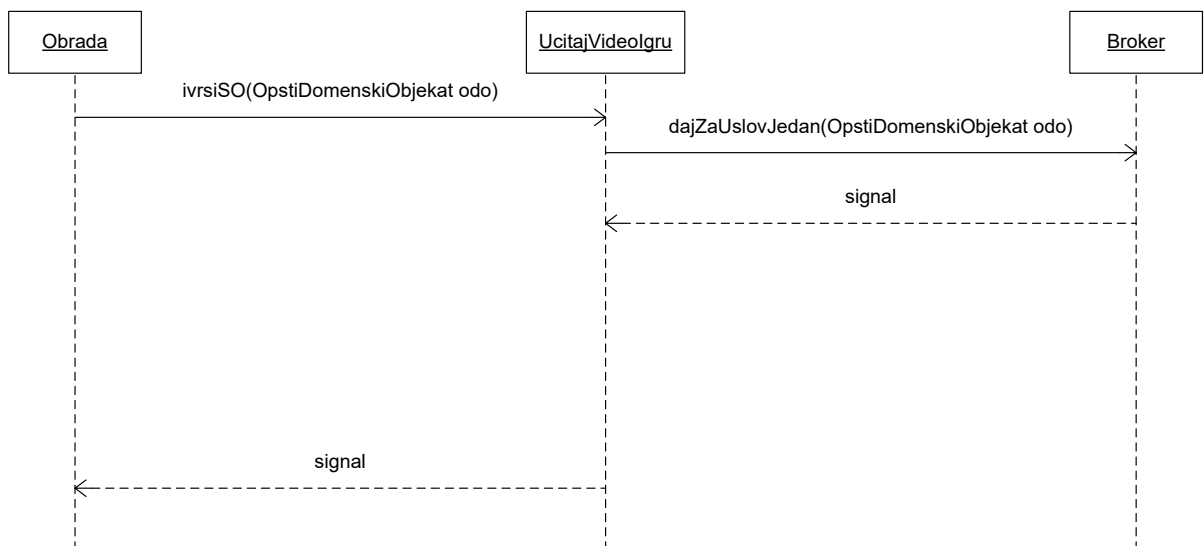 Obrada
UcitajVideoIgru
Broker
ivrsiSO(OpstiDomenskiObjekat odo)
dajZaUslovJedan(OpstiDomenskiObjekat odo)
signal
signal